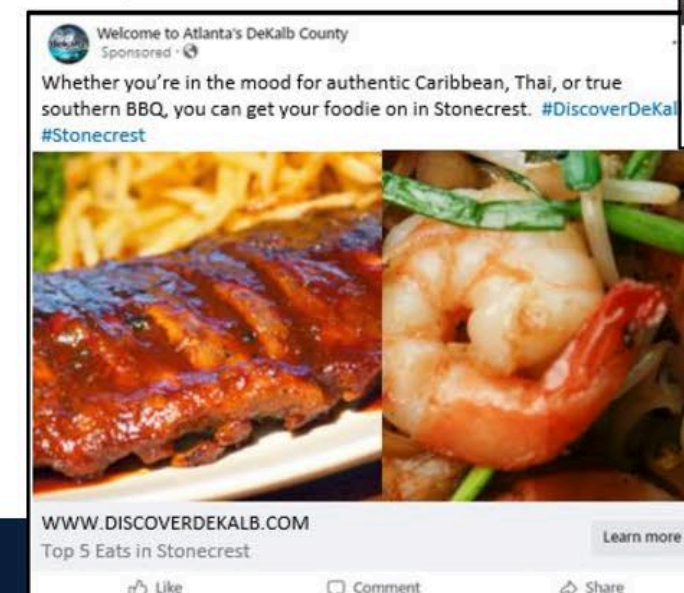 Welcome to Atlanta's DeKalb County
Sponsored ·
Whether you're in the mood for authentic Caribbean, Thai, or true
southern BBQ, you can get your foodie on in Stonecrest. #DiscoverDeKal
#Stonecrest
WWW.DISCOVERDEKALB.COM
Top 5 Eats in Stonecrest
Learn more
Like Comment Share